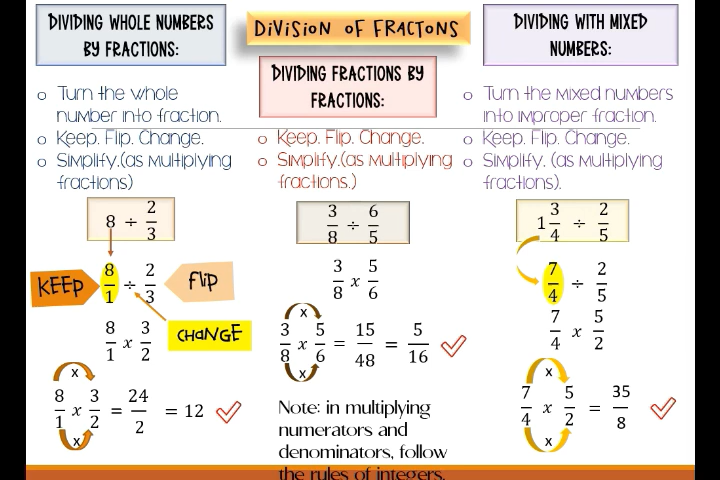 DIVISION OF FRACTONS
DIVIDING WHOLE NUMBERS
BY FRACTIONS:
o Turn the whole
number into fraction.
o Keep. Flip. Change.
o Simplify.(as multiplying
fractions)
8 ÷ 2/3
KEEP
8/1 ÷ 2/3
FliP
CHANGE
8/1 x 3/2
x
8/1 x 3/2 = 24/2 = 12
x
DIVIDING FRACTIONS BY
FRACTIONS:
o Keep. Flip. Change.
o Simplify.(as multiplying
fractions.)
3/8 ÷ 6/5
3/8 x 5/6
x
3/8 x 5/6 = 15/48 = 5/16
x
Note: in multiplying
numerators and
denominators, follow
the rules of integers.
DIVIDING WITH MIXED
NUMBERS:
o Turn the mixed numbers
into improper fraction.
o Keep. Flip. Change.
o Simplify. (as multiplying
fractions).
1 3/4 ÷ 2/5
7/4 ÷ 2/5
7/4 x 5/2
x
7/4 x 5/2 = 35/8
x